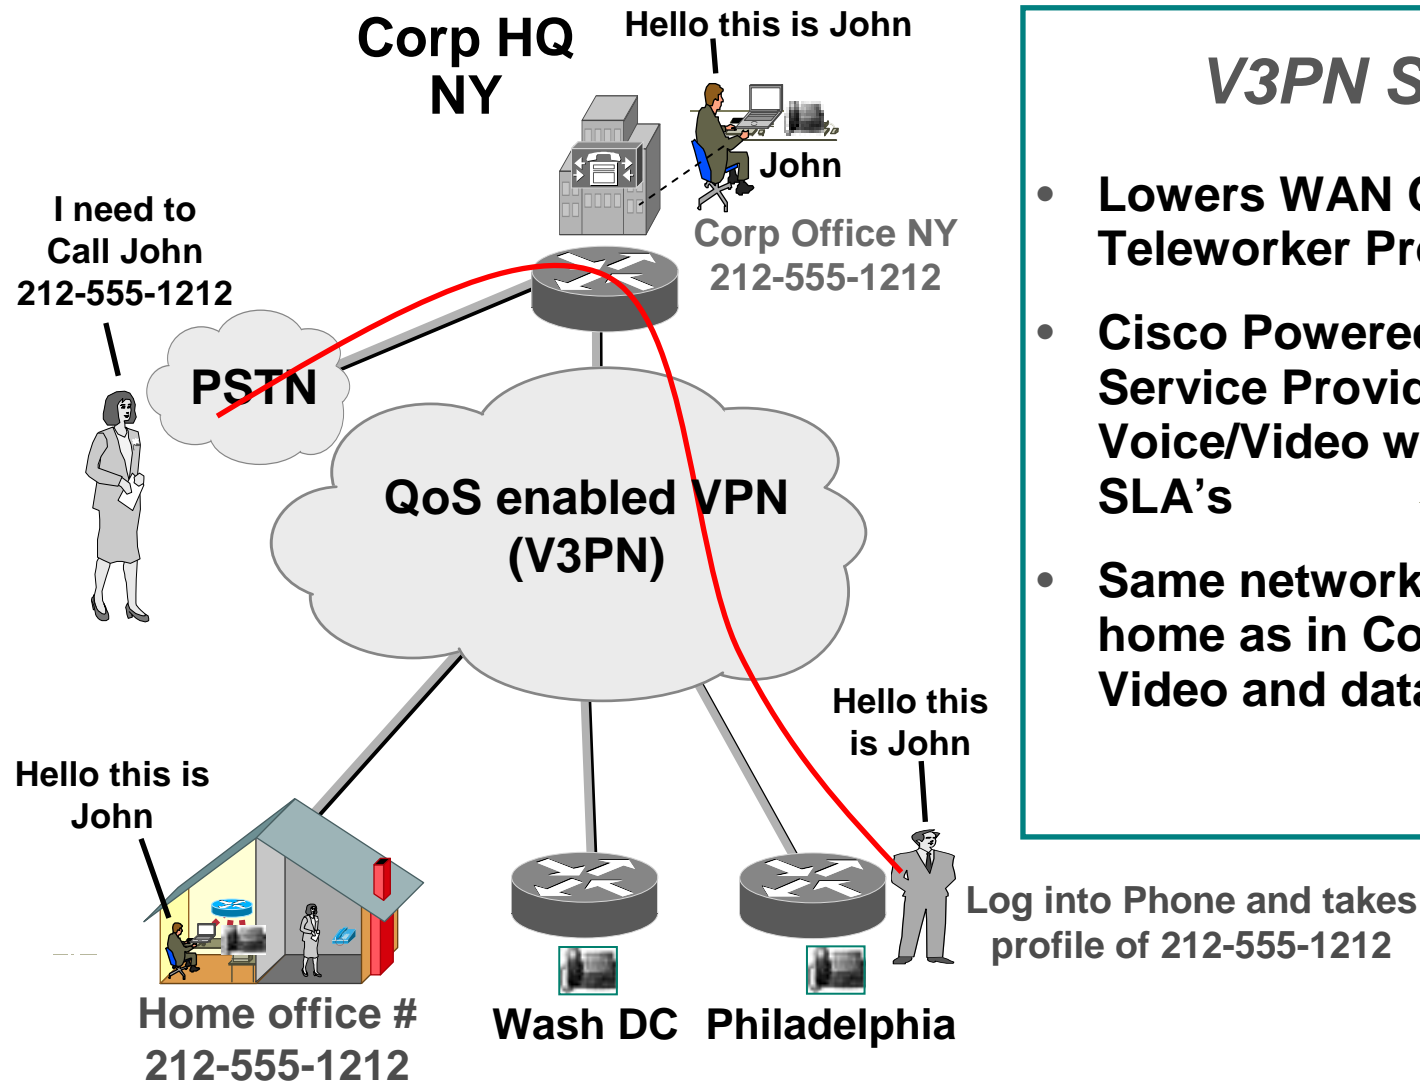 Corp HQ
NY
Hello this is John
John
Corp Office NY
212-555-1212
I need to
Call John
212-555-1212
PSTN
QoS enabled VPN
(V3PN)
Hello this
is John
Hello this is
John
Log into Phone and takes
profile of 212-555-1212
Home office #
212-555-1212
Wash DC
Philadelphia
V3PN S
• Lowers WAN
Teleworker Pro
• Cisco Powered
Service Provid
Voice/Video w
SLA's
• Same network
home as in Co
Video and data